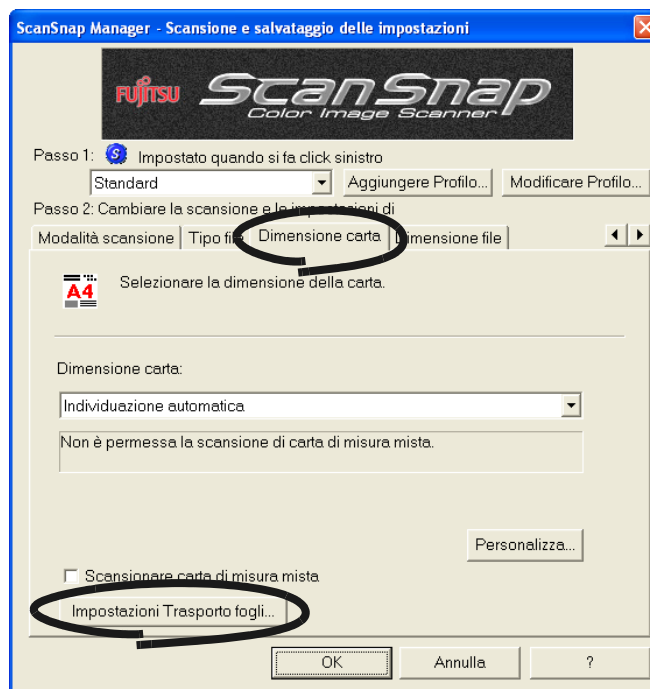 ScanSnap Manager - Scansione e salvataggio delle impostazioni
FUJITSU ScanSnap
Color Image Scanner
Passo 1: S Impostato quando si fa click sinistro
Standard Aggiungere Profilo... Modificare Profilo...
Passo 2: Cambiare la scansione e le impostazioni di
Modalità scansione Tipo file Dimensione carta Dimensione file
A4 Selezionare la dimensione della carta.
Dimensione carta:
Individuazione automatica
Non è permessa la scansione di carta di misura mista.
Personalizza...
Scansionare carta di misura mista
Impostazioni Trasporto fogli...
OK Annulla ?